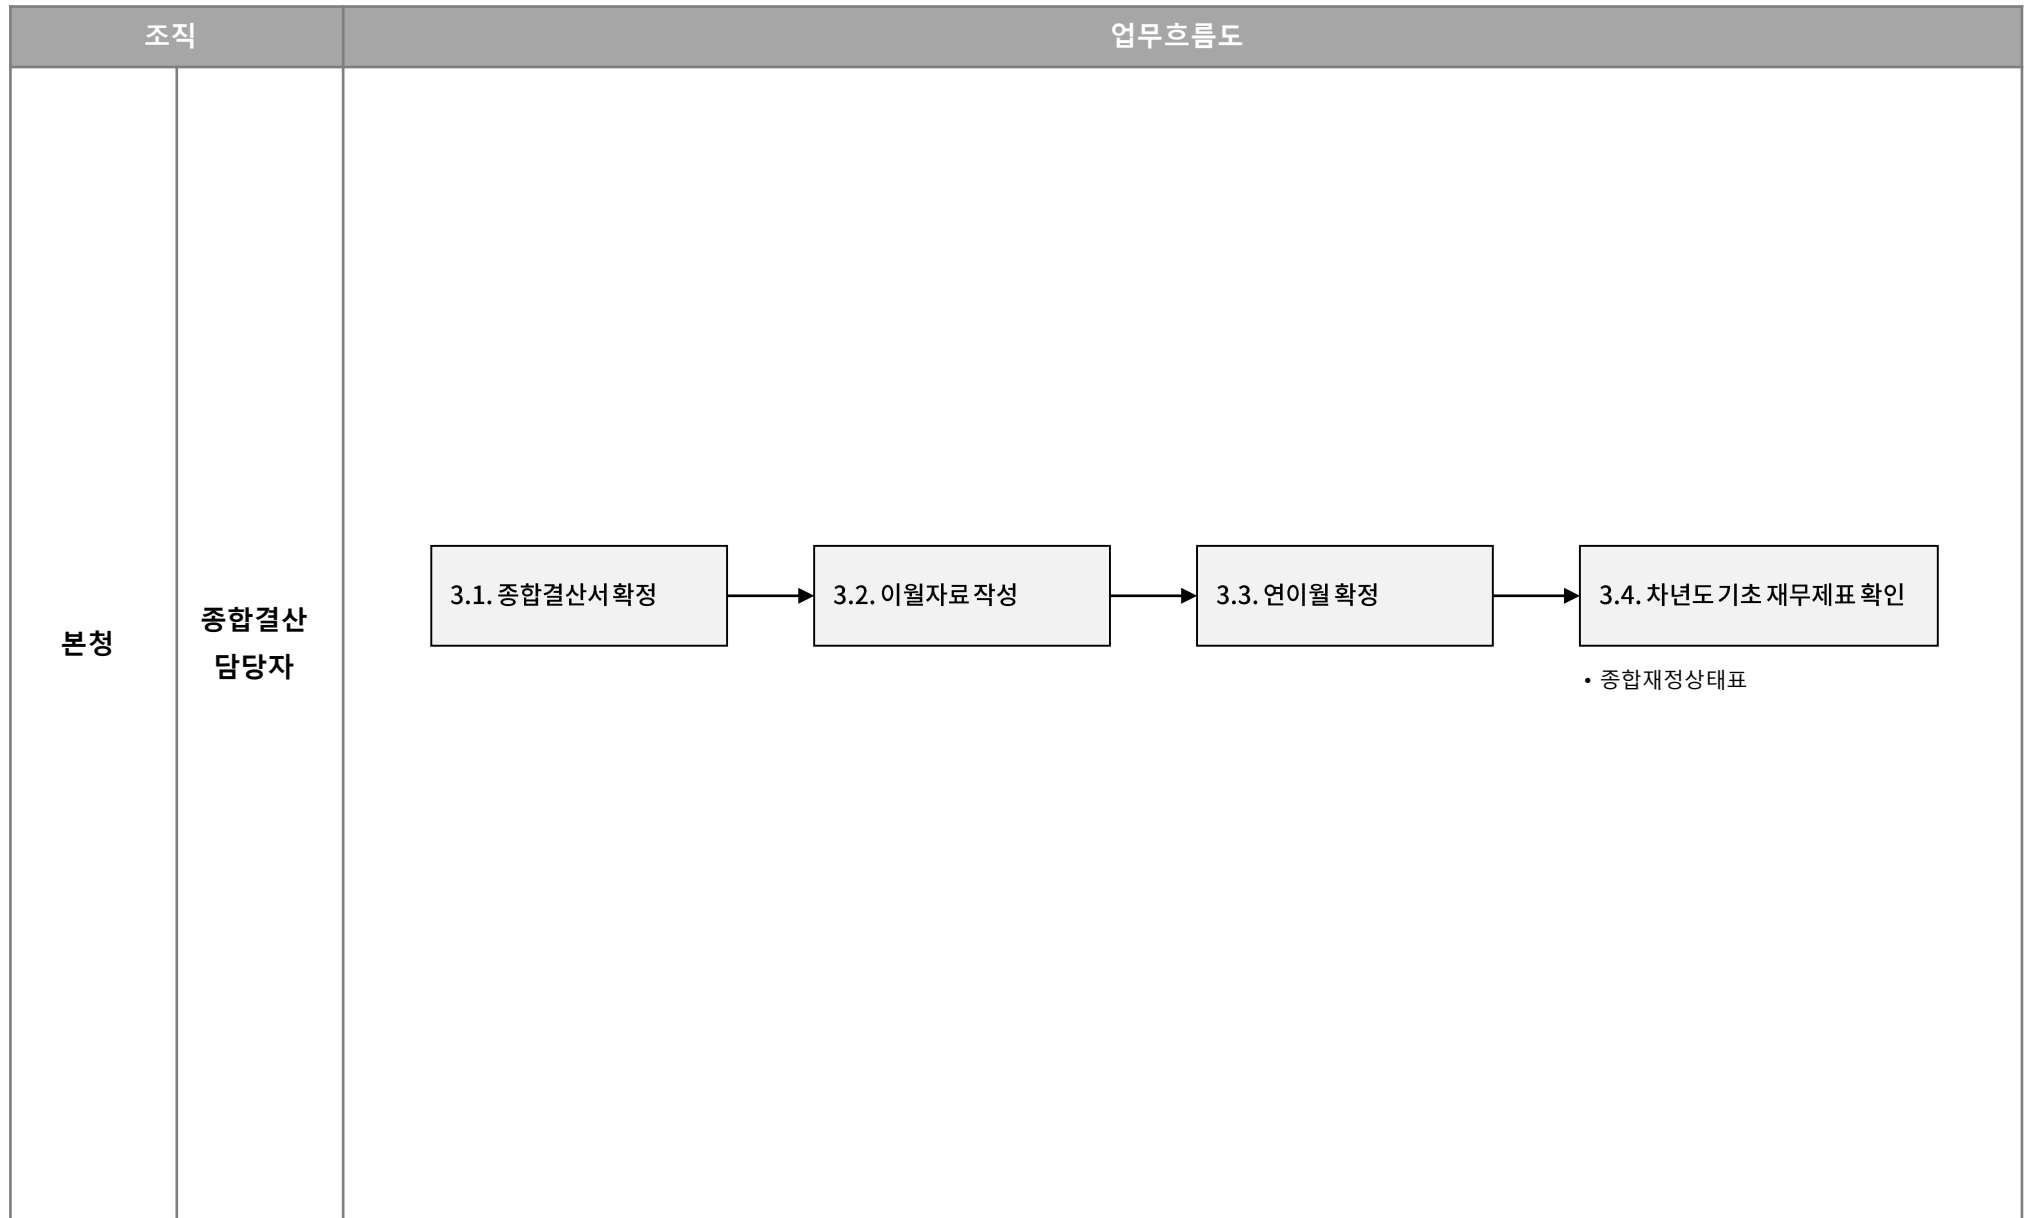 조직
업무흐름도
본청
종합결산
담당자
3.1. 종합결산서 확정
3.2. 이월자료 작성
3.3. 연이월 확정
3.4. 차년도 기초 재무제표 확인
• 종합재정상태표